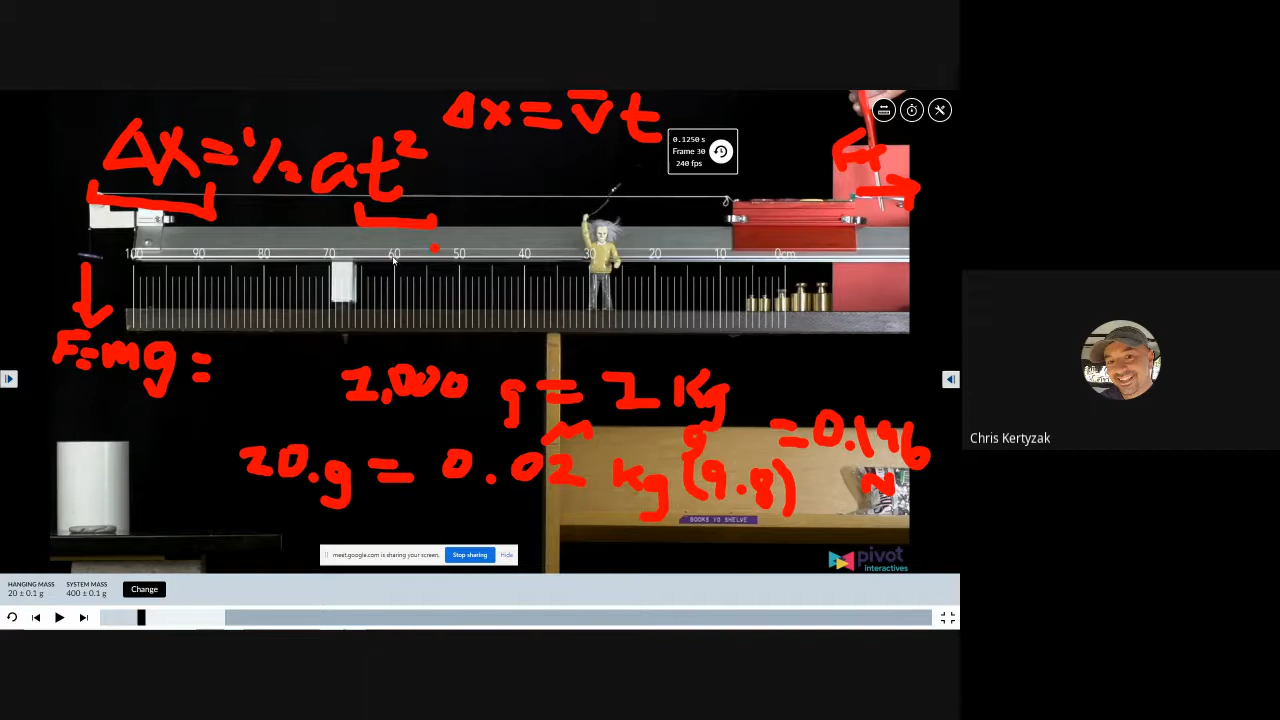 Δx = v̄ t
Δx = 1/2 at²
0.1250 s
Frame 30
240 fps
100 90 80 70 60 50 40 30 20 10 0cm
F=mg=
1,000 g = 1 Kg
m g = 0.196
20.g = 0.02 kg (9.8) N
BOOKS TO SHELVE
meet.google.com is sharing your screen. Stop sharing Hide
pivot
interactives
HANGING MASS SYSTEM MASS
20 ± 0.1 g 400 ± 0.1 g Change
Chris Kertyzak